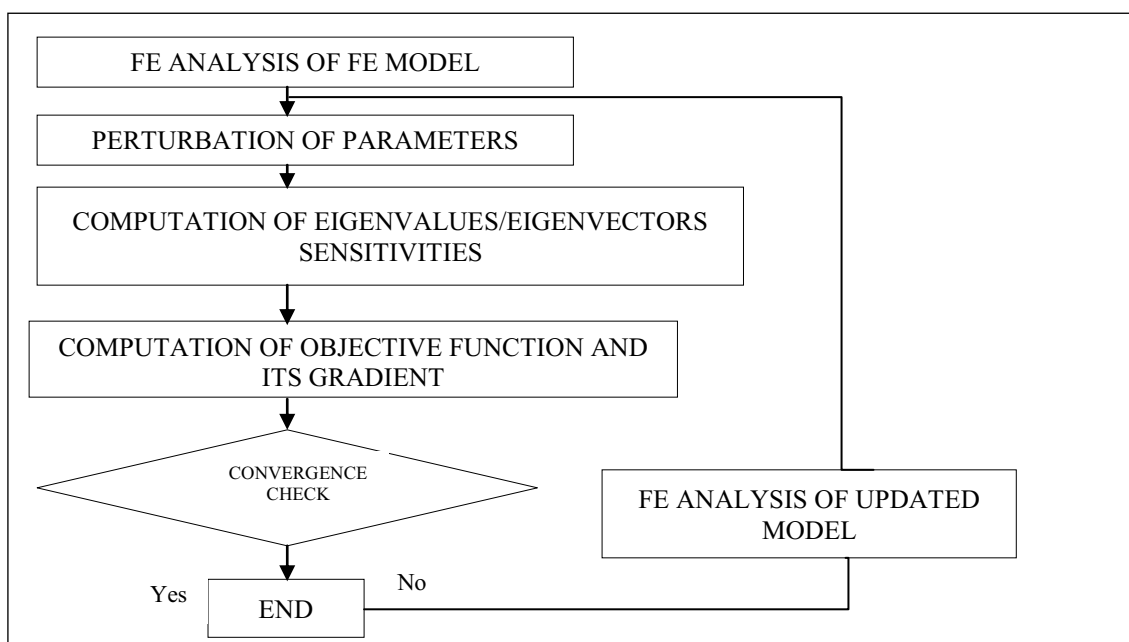 FE ANALYSIS OF FE MODEL
PERTURBATION OF PARAMETERS
COMPUTATION OF EIGENVALUES/EIGENVECTORS
SENSITIVITIES
COMPUTATION OF OBJECTIVE FUNCTION AND
ITS GRADIENT
CONVERGENCE
CHECK
FE ANALYSIS OF UPDATED
MODEL
Yes
No
END